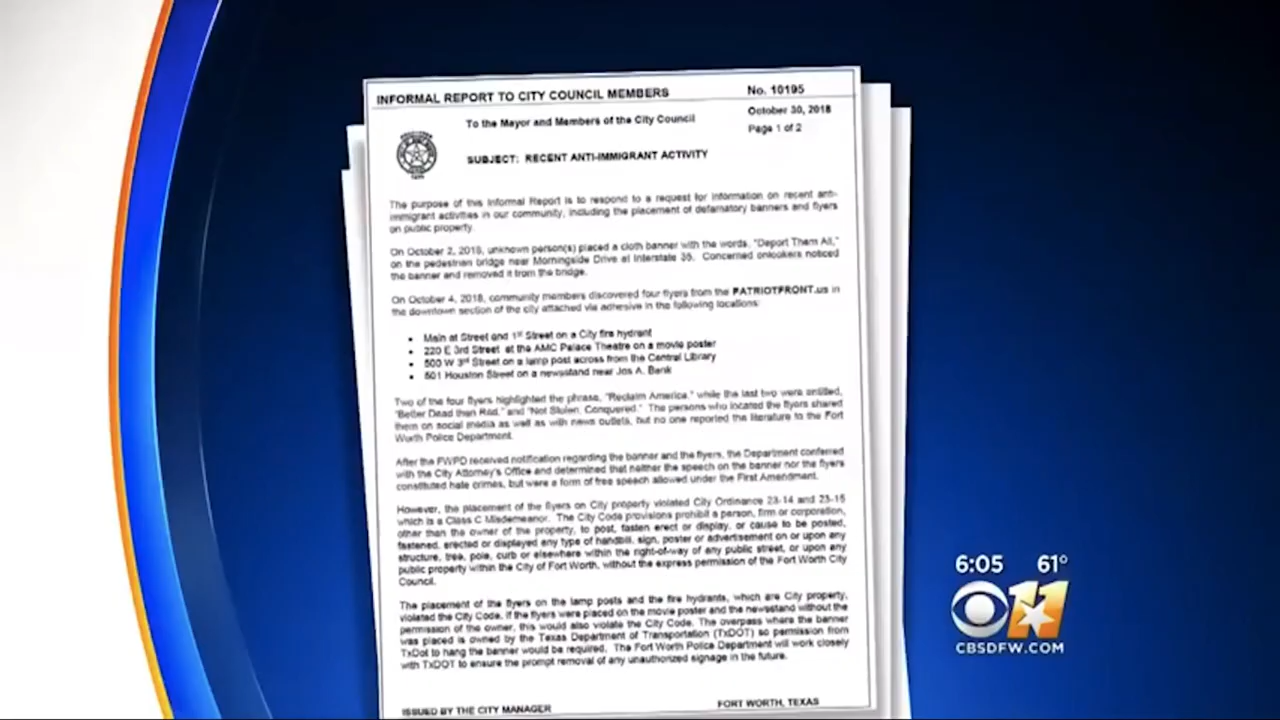 INFORMAL REPORT TO CITY COUNCIL MEMBERS
No. 10195
To the Mayor and Members of the City Council
October 30, 2018
Page 1 of 2
SUBJECT: RECENT ANTI-IMMIGRANT ACTIVITY
The purpose of this Informal Report is to respond to a request for information on recent anti-
immigrant activities in our community, including the placement of defamatory banners and flyers
on public property.
On October 2, 2018, unknown person(s) placed a cloth banner with the words, "Deport Them All,"
on the pedestrian bridge near Morningside Drive at Interstate 35. Concerned onlookers noticed
the banner and removed it from the bridge.
On October 4, 2018, community members discovered four flyers from the PATRIOTFRONT.us in
the downtown section of the city attached via adhesive in the following locations:
• Main at Street and 1st Street on a City fire hydrant
• 220 E 3rd Street at the AMC Palace Theatre on a movie poster
• 500 W 3rd Street on a lamp post across from the Central Library
• 501 Houston Street on a newsstand near Jos A. Bank
Two of the four flyers highlighted the phrase, "Reclaim America," while the last two were entitled,
"Better Dead then Red," and "Not Stolen, Conquered." The persons who located the flyers shared
them on social media as well as with news outlets, but no one reported the literature to the Fort
Worth Police Department.
After the FWPD received notification regarding the banner and the flyers, the Department conferred
with the City Attorney's Office and determined that neither the speech on the banner nor the flyers
constituted hate crimes, but were a form of free speech allowed under the First Amendment.
However, the placement of the flyers on City property violated City Ordinance 23-14 and 23-15
which is a Class C Misdemeanor. The City Code provisions prohibit a person, firm or corporation,
other than the owner of the property, to post, fasten erect or display, or cause to be posted,
fastened, erected or displayed any type of handbill, sign, poster or advertisement on or upon any
structure, tree, pole, curb or elsewhere within the right-of-way of any public street, or upon any
public property within the City of Fort Worth, without the express permission of the Fort Worth City
Council.
The placement of the flyers on the lamp posts and the fire hydrants, which are City property,
violated the City Code. If the flyers were placed on the movie poster and the newsstand without the
permission of the owner, this would also violate the City Code. The overpass where the banner
was placed is owned by the Texas Department of Transportation (TxDOT) so permission from
TxDot to hang the banner would be required. The Fort Worth Police Department will work closely
with TxDOT to ensure the prompt removal of any unauthorized signage in the future.
ISSUED BY THE CITY MANAGER
FORT WORTH, TEXAS
6:05 61°
11
CBSDFW.COM